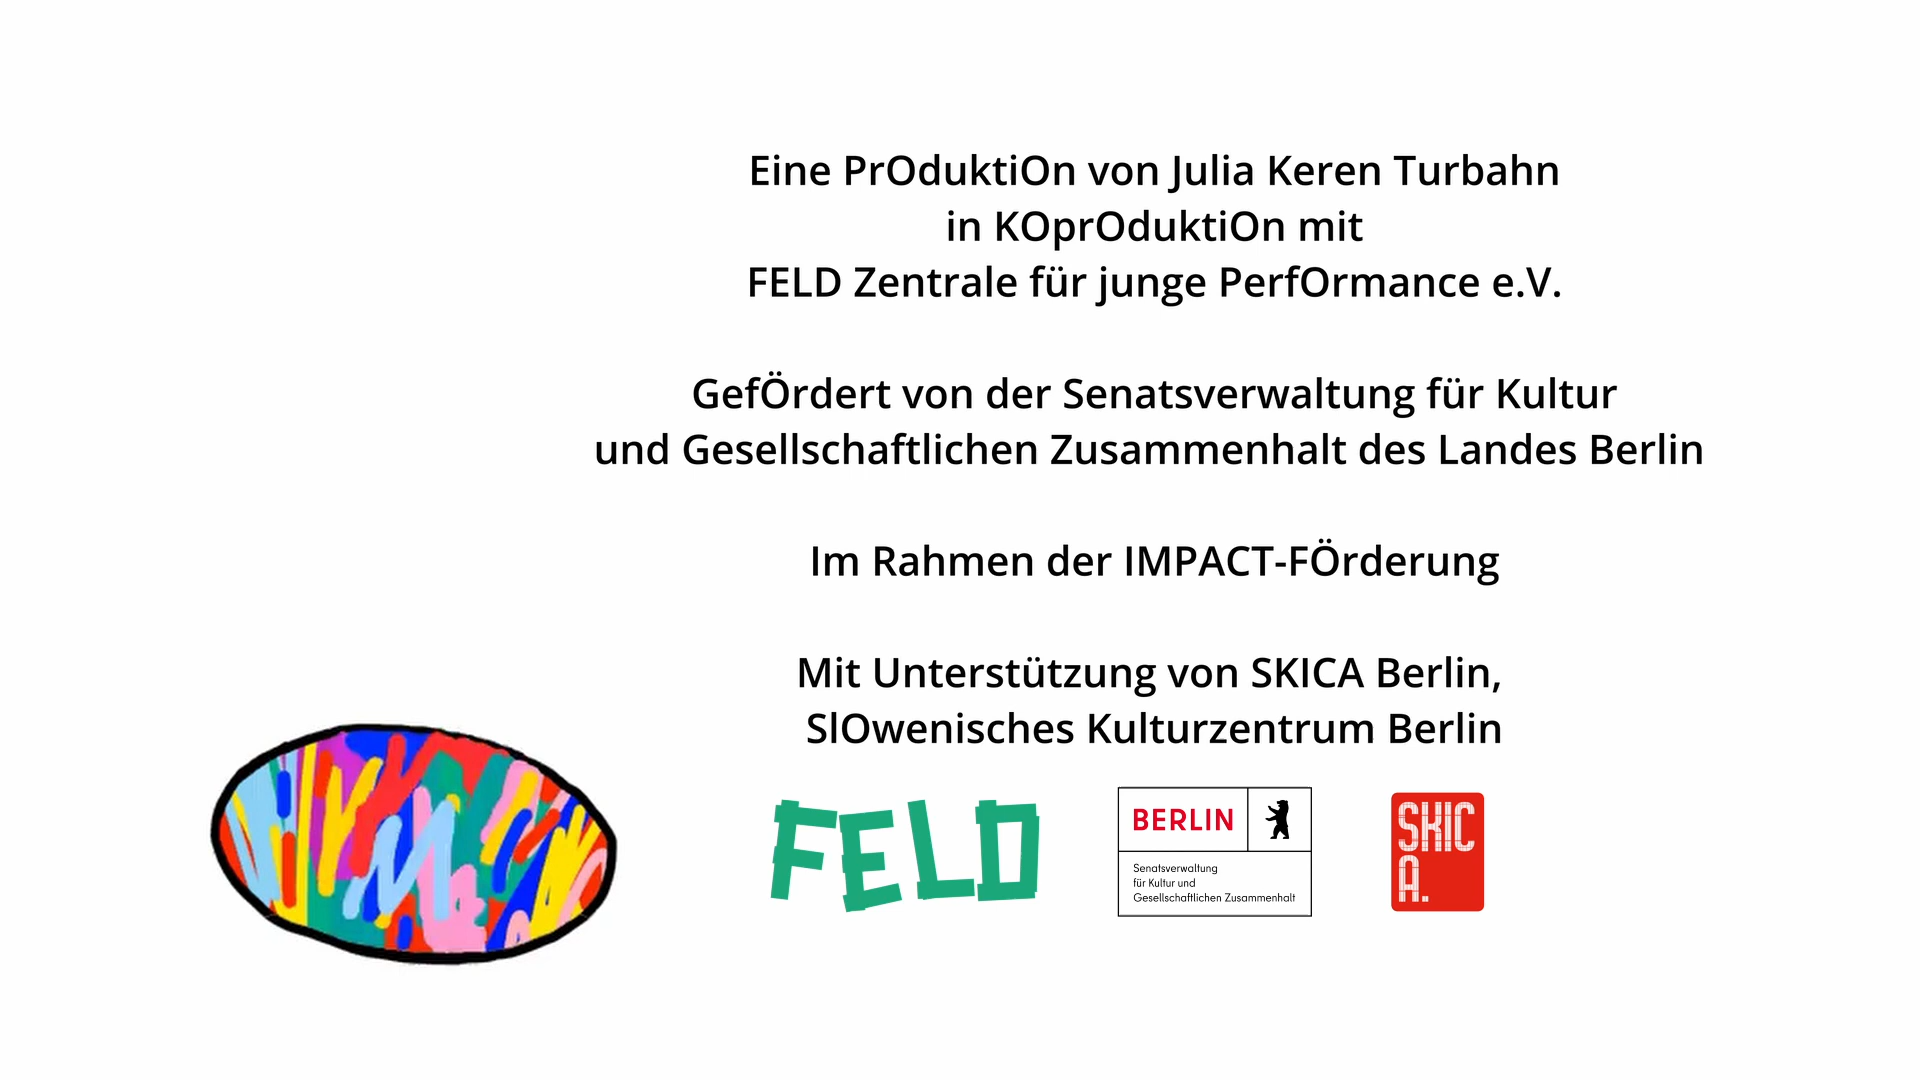 Eine PrOduktiOn von Julia Keren Turbahn
in KOprOduktiOn mit
FELD Zentrale für junge PerfOrmance e.V.
GefÖrdert von der Senatsverwaltung für Kultur
und Gesellschaftlichen Zusammenhalt des Landes Berlin
Im Rahmen der IMPACT-FÖrderung
Mit Unterstützung von SKICA Berlin,
SlOwenisches Kulturzentrum Berlin
FELD
BERLIN
Senatsverwaltung
für Kultur und
Gesellschaftlichen Zusammenhalt
SKIC
A.